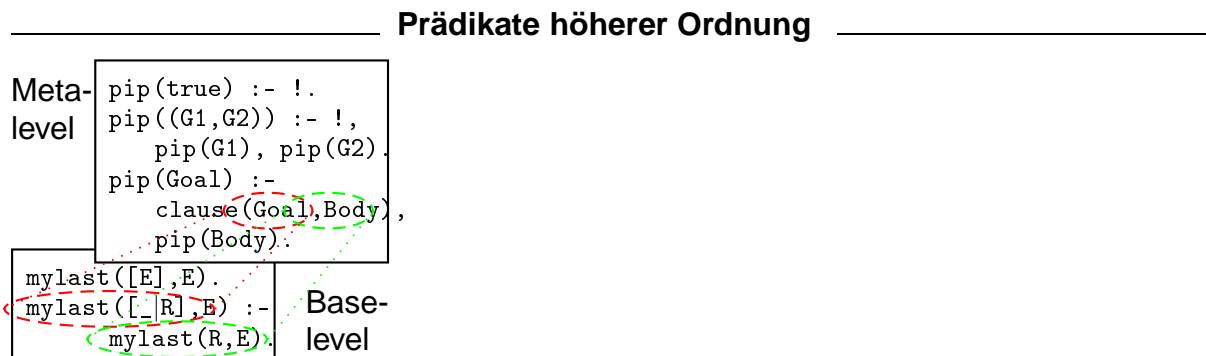 Prädikate höherer Ordnung
Meta-
level
pip(true) :- !.
pip((G1,G2)) :- !,
pip(G1), pip(G2).
pip(Goal) :-
clause(Goal,Body),
pip(Body).
mylast([E],E).
mylast([_|R],E) :-
mylast(R,E).
Base-
level